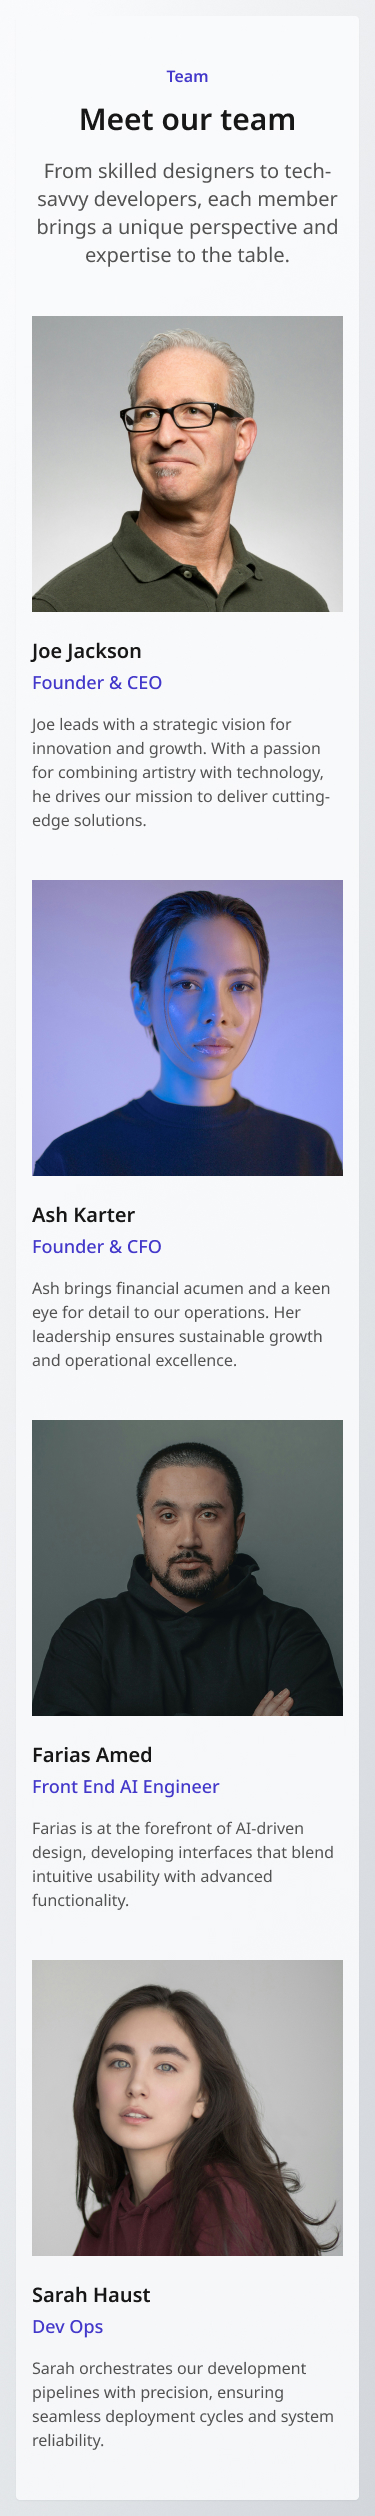 Team
Meet our team
From skilled designers to tech-
savvy developers, each member
brings a unique perspective and
expertise to the table.
Joe Jackson
Founder & CEO
Joe leads with a strategic vision for
innovation and growth. With a passion
for combining artistry with technology,
he drives our mission to deliver cutting-
edge solutions.
Ash Karter
Founder & CFO
Ash brings financial acumen and a keen
eye for detail to our operations. Her
leadership ensures sustainable growth
and operational excellence.
Farias Amed
Front End AI Engineer
Farias is at the forefront of AI-driven
design, developing interfaces that blend
intuitive usability with advanced
functionality.
Sarah Haust
Dev Ops
Sarah orchestrates our development
pipelines with precision, ensuring
seamless deployment cycles and system
reliability.